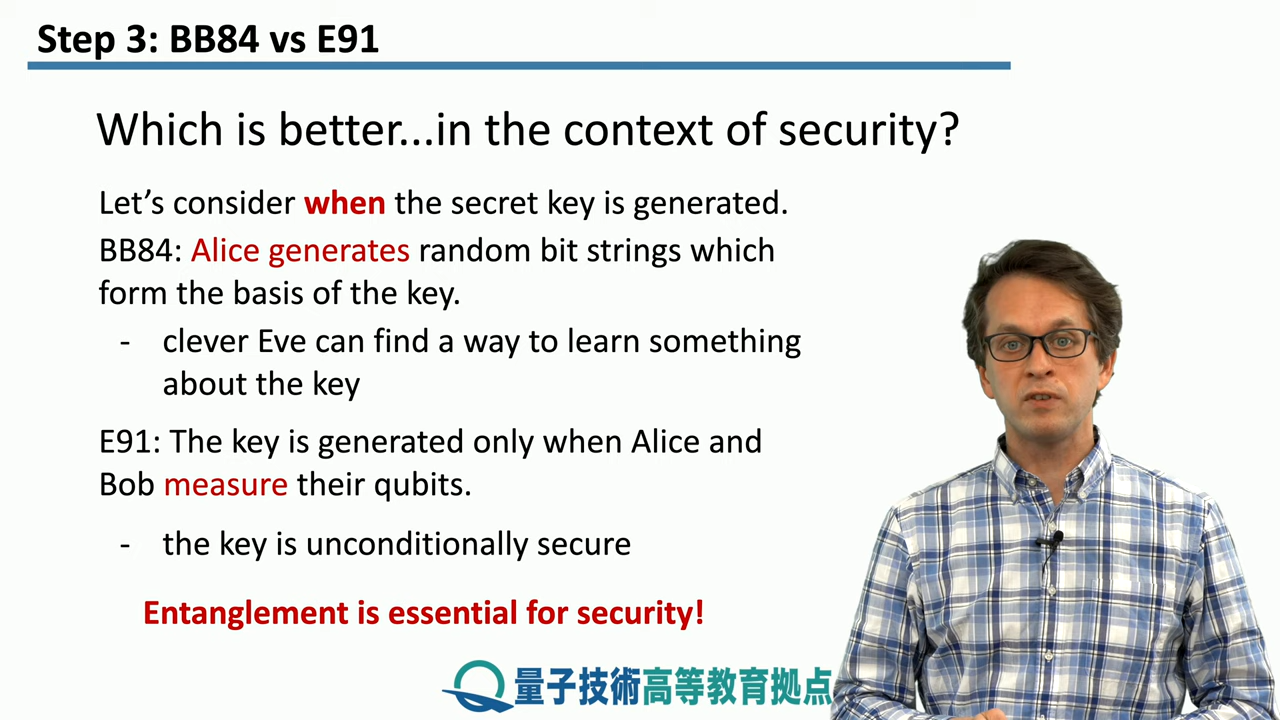 Step 3: BB84 vs E91
Which is better...in the context of security?
Let’s consider when the secret key is generated.
BB84: Alice generates random bit strings which
form the basis of the key.
- clever Eve can find a way to learn something
about the key
E91: The key is generated only when Alice and
Bob measure their qubits.
- the key is unconditionally secure
Entanglement is essential for security!
量子技術高等教育拠点